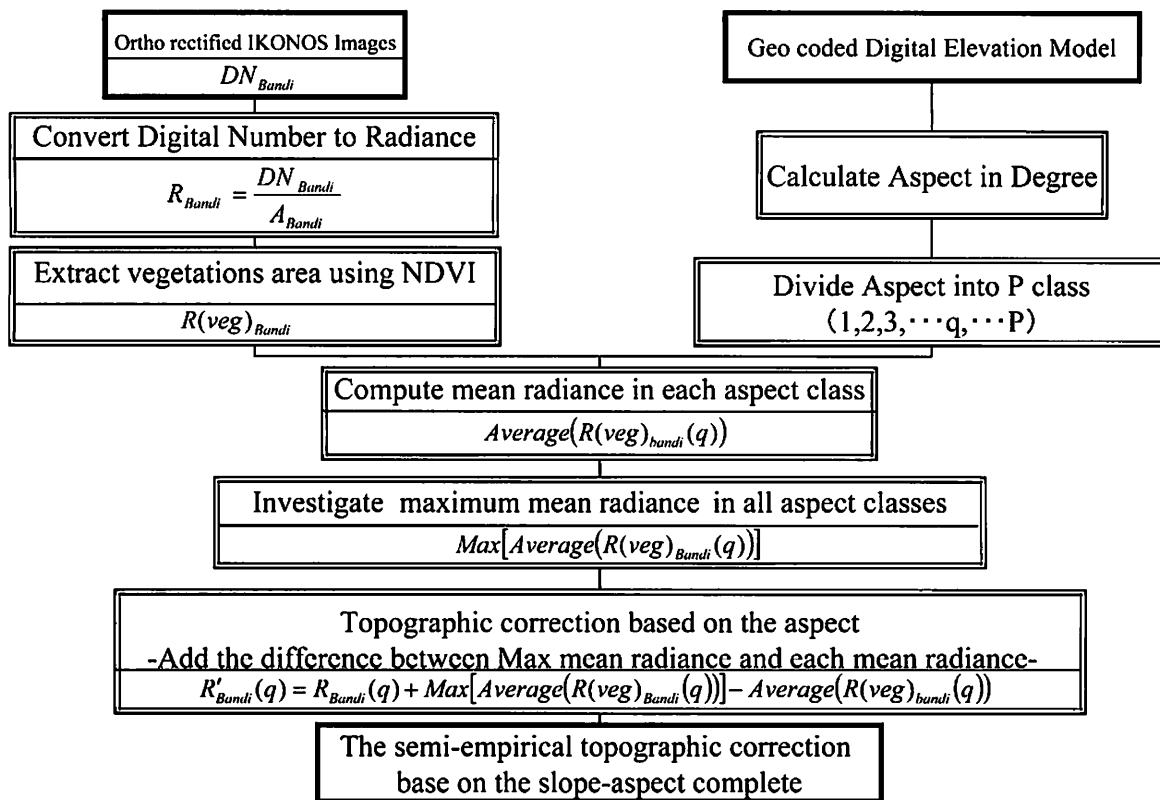 Ortho rectified IKONOS Images
DN_Bandi
Geo coded Digital Elevation Model
Convert Digital Number to Radiance
R_Bandi = DN_Bandi / A_Bandi
Calculate Aspect in Degree
Extract vegetations area using NDVI
R(veg)_Bandi
Divide Aspect into P class
(1,2,3,···q,···P)
Compute mean radiance in each aspect class
Average(R(veg)_bandi(q))
Investigate maximum mean radiance in all aspect classes
Max[Average(R(veg)_Bandi(q))]
Topographic correction based on the aspect
-Add the difference between Max mean radiance and each mean radiance-
R'_Bandi(q) = R_Bandi(q) + Max[Average(R(veg)_Bandi(q))] − Average(R(veg)_bandi(q))
The semi-empirical topographic correction
base on the slope-aspect complete